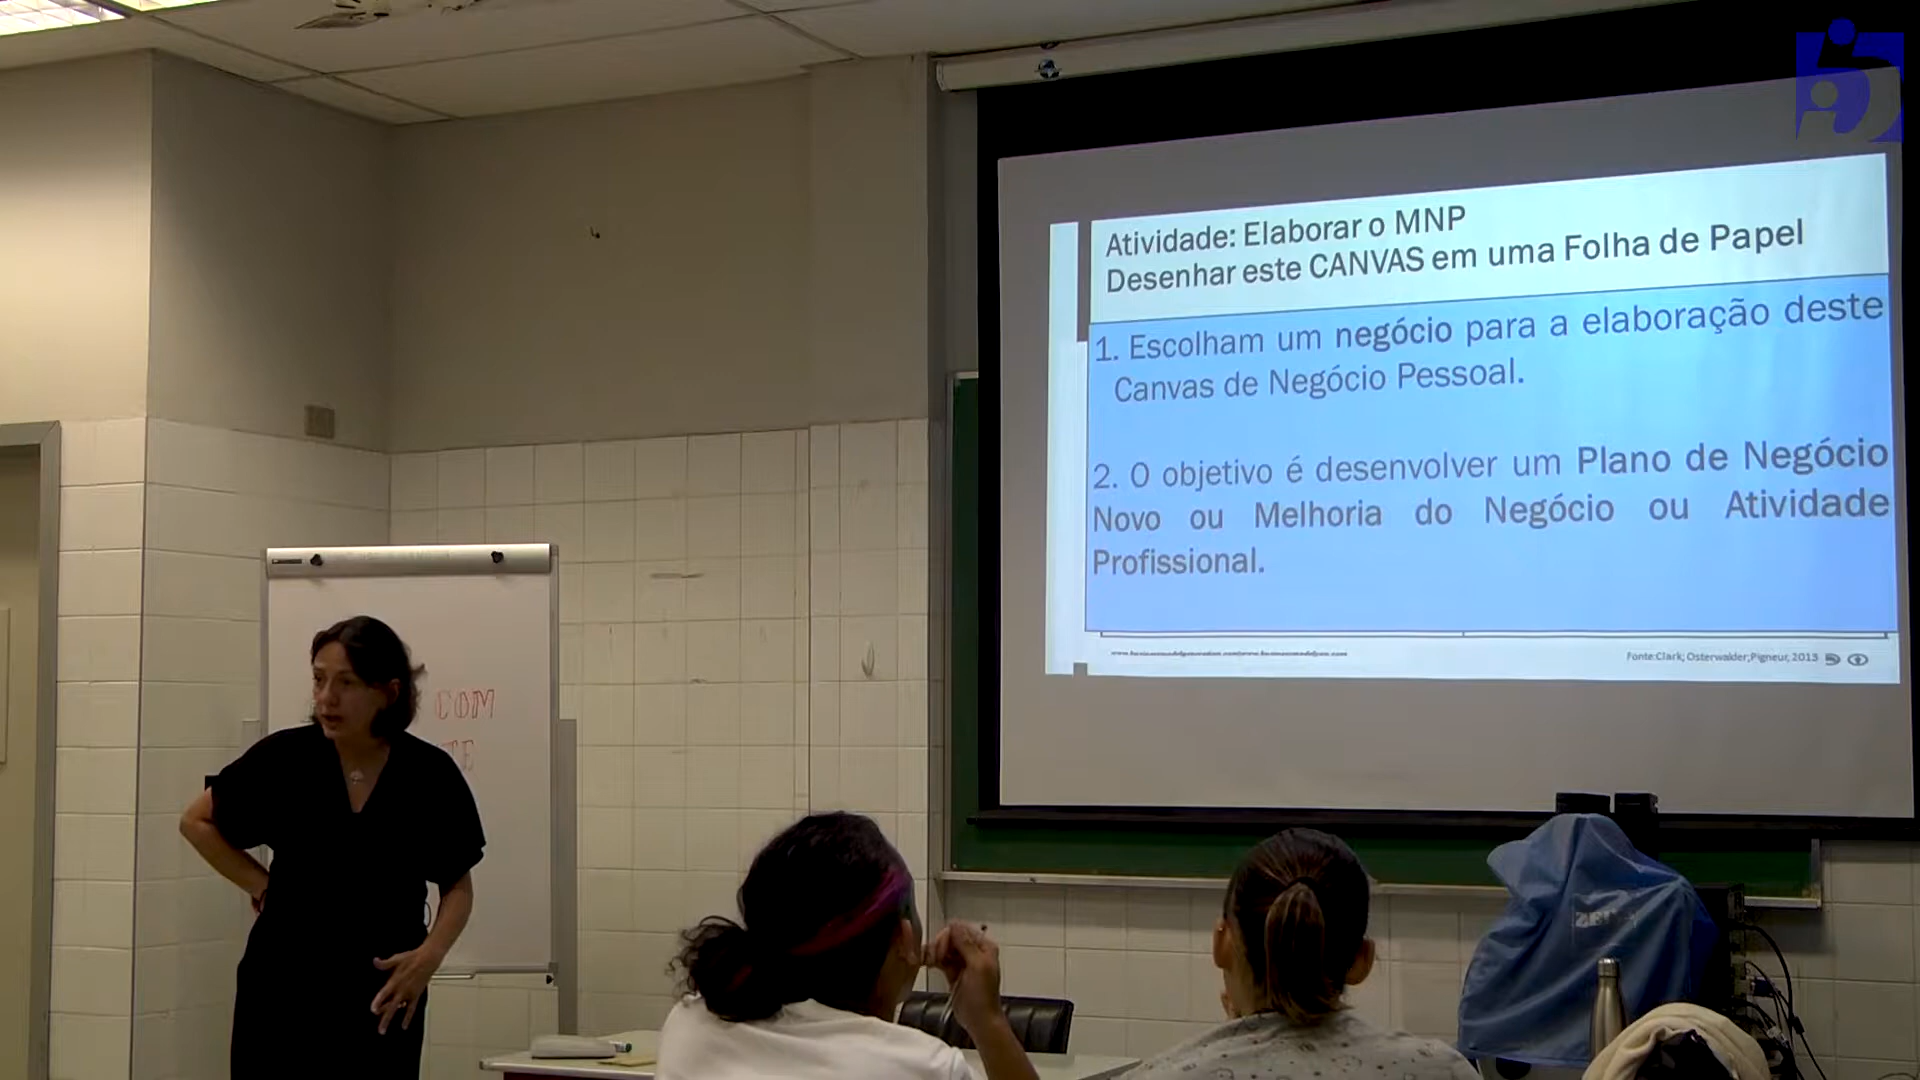 Atividade: Elaborar o MNP
Desenhar este CANVAS em uma Folha de Papel
1. Escolham um negócio para a elaboração deste
Canvas de Negócio Pessoal.
2. O objetivo é desenvolver um Plano de Negócio
Novo ou Melhoria do Negócio ou Atividade
Profissional.
Fonte:Clark; Osterwalder;Pigneur, 2013
COM
TE